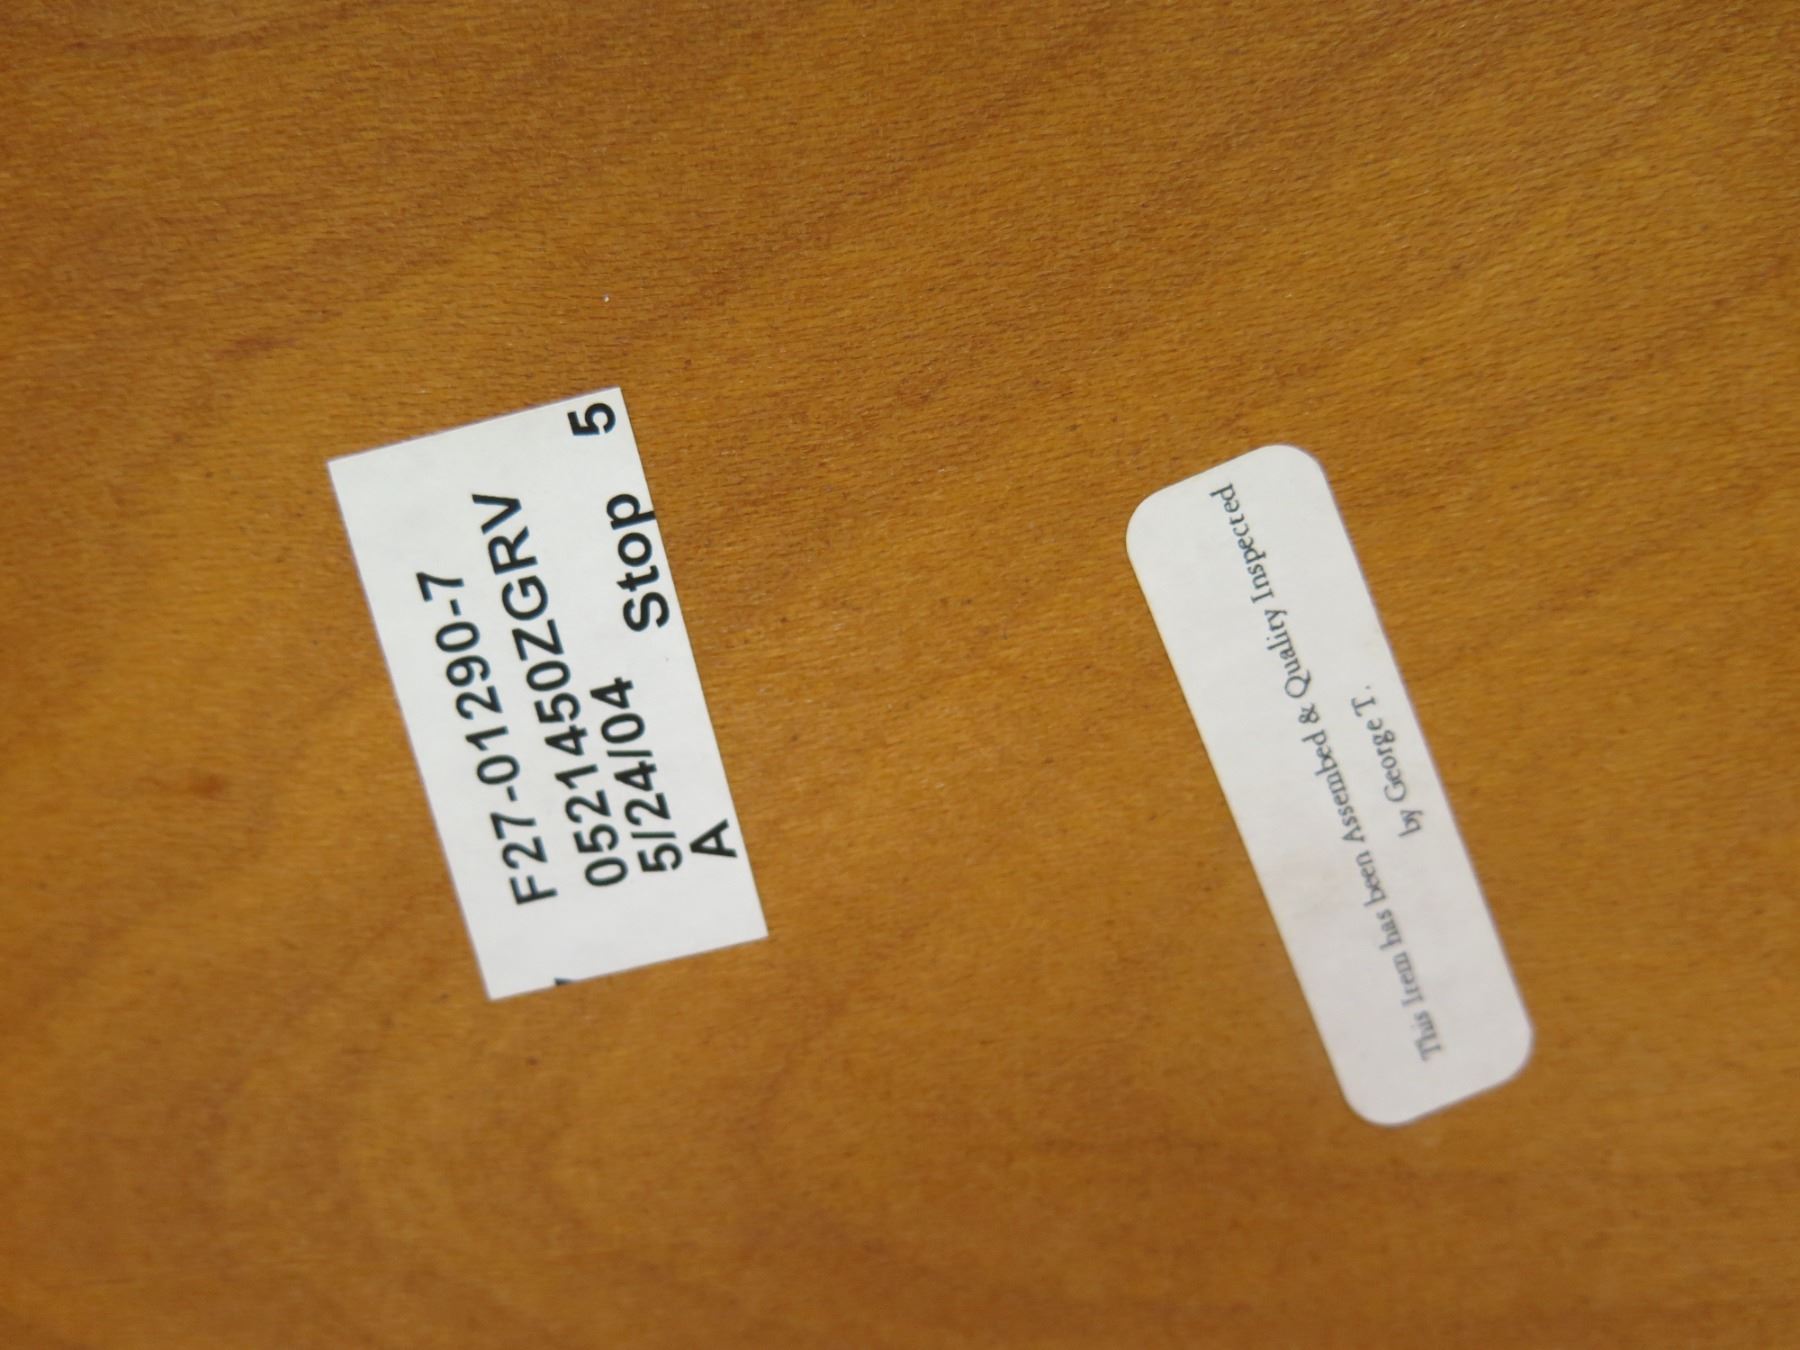 F27-01290-7
0521450ZGRV
5/24/04 Stop 5
A
This Item has been Assembed & Quality Inspected
by George T.